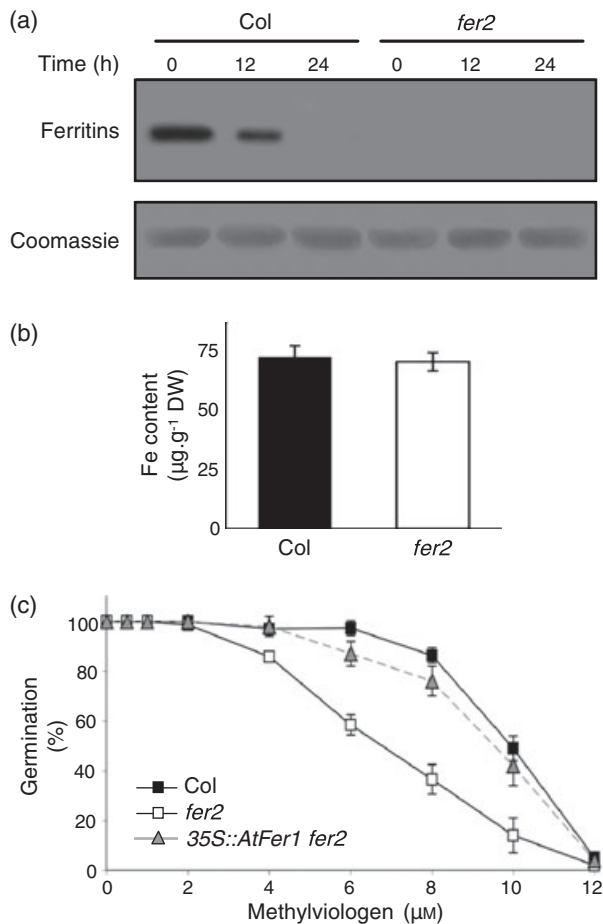 (a)
Col fer2
Time (h) 0 12 24 0 12 24
Ferritins
Coomassie
(b)
Fe content
(µg.g⁻¹ DW)
75
50
25
0
Col fer2
(c)
Germination
(%)
100
80
60
40
20
0
Col
fer2
35S::AtFer1 fer2
0 2 4 6 8 10 12
Methylviologen (µM)